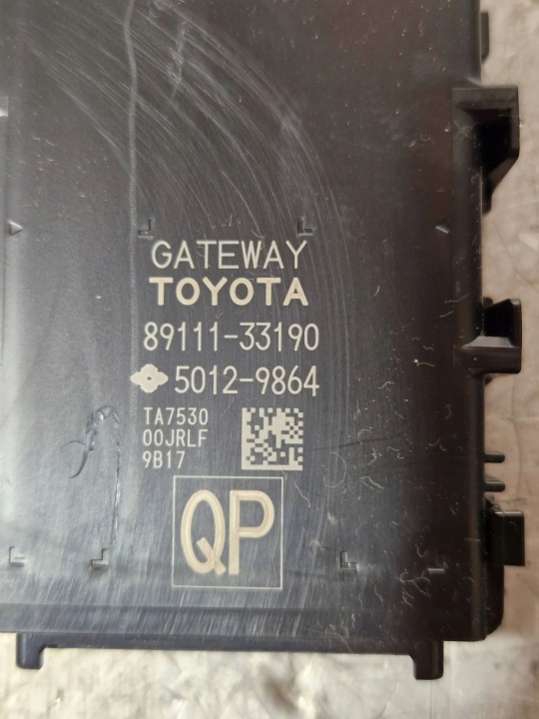 GATEWAY
TOYOTA
89111-33190
5012-9864
TA7530
00JRLF
9B17
QP